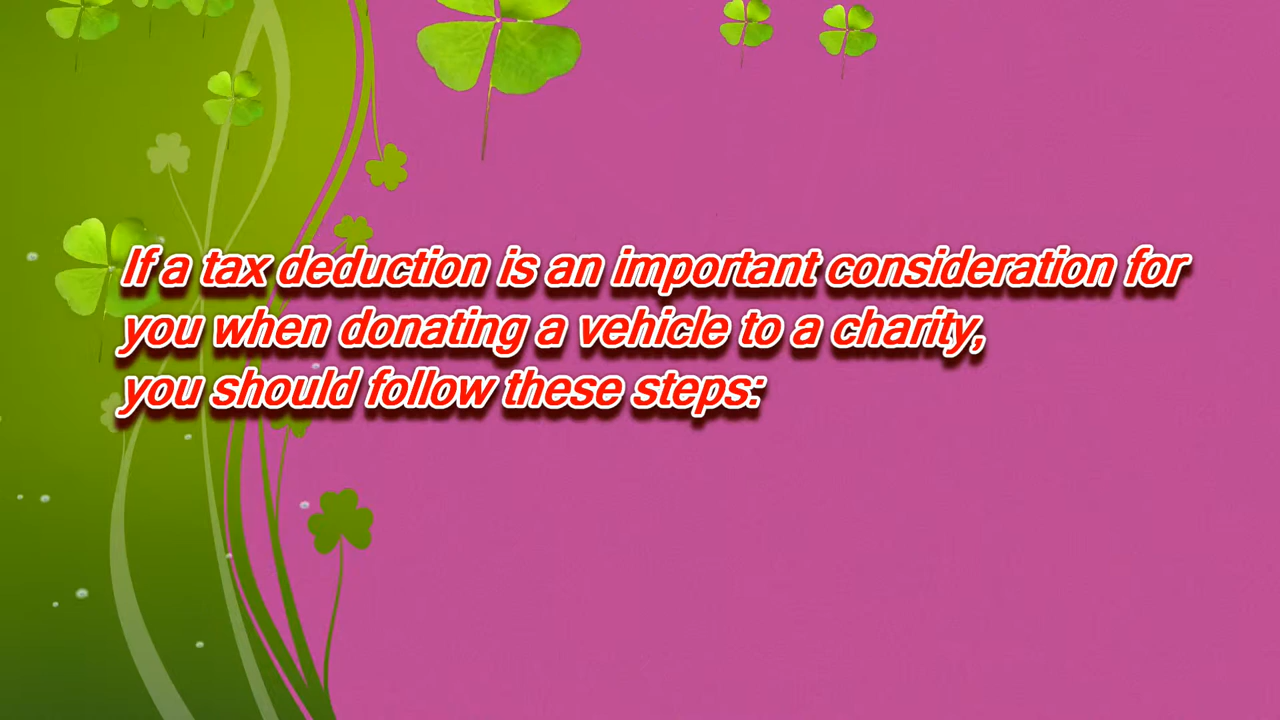 If a tax deduction is an important consideration for
you when donating a vehicle to a charity,
you should follow these steps: